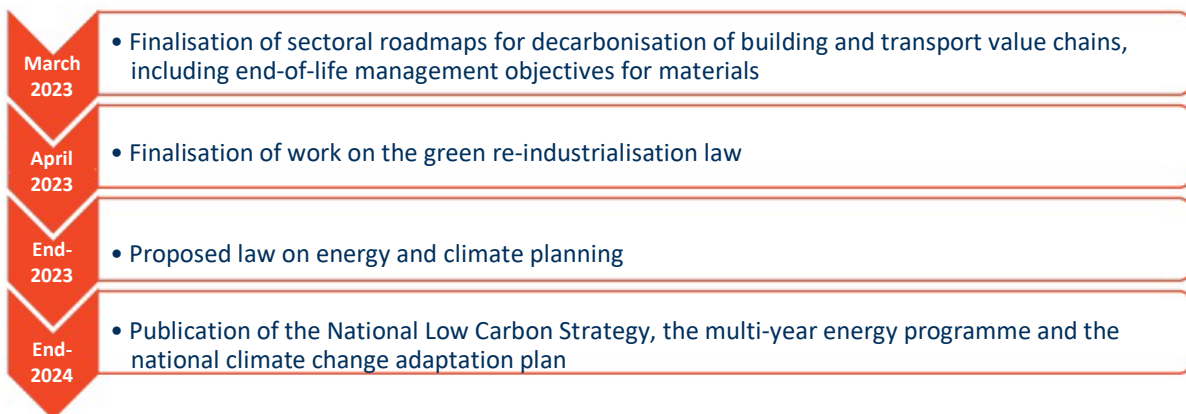 March
2023
• Finalisation of sectoral roadmaps for decarbonisation of building and transport value chains,
including end-of-life management objectives for materials
April
2023
• Finalisation of work on the green re-industrialisation law
End-
2023
• Proposed law on energy and climate planning
End-
2024
• Publication of the National Low Carbon Strategy, the multi-year energy programme and the
national climate change adaptation plan